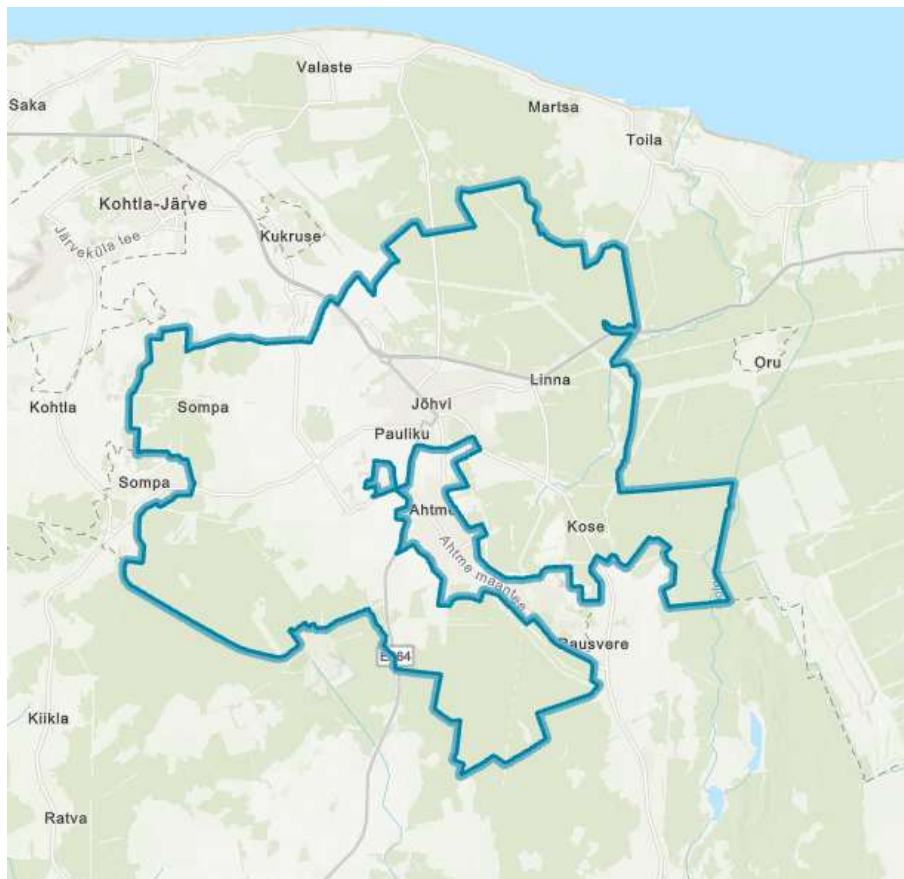 Valaste
Saka
Martsa
Toila
Kohtla-Järve
Kukruse
Järveküla tee
Oru
Linna
Kohtla
Sompa
Jõhvi
Pauliku
Sompa
Ahtme
Kose
Ahtme maantee
Pausvere
Kiikla
Ratva